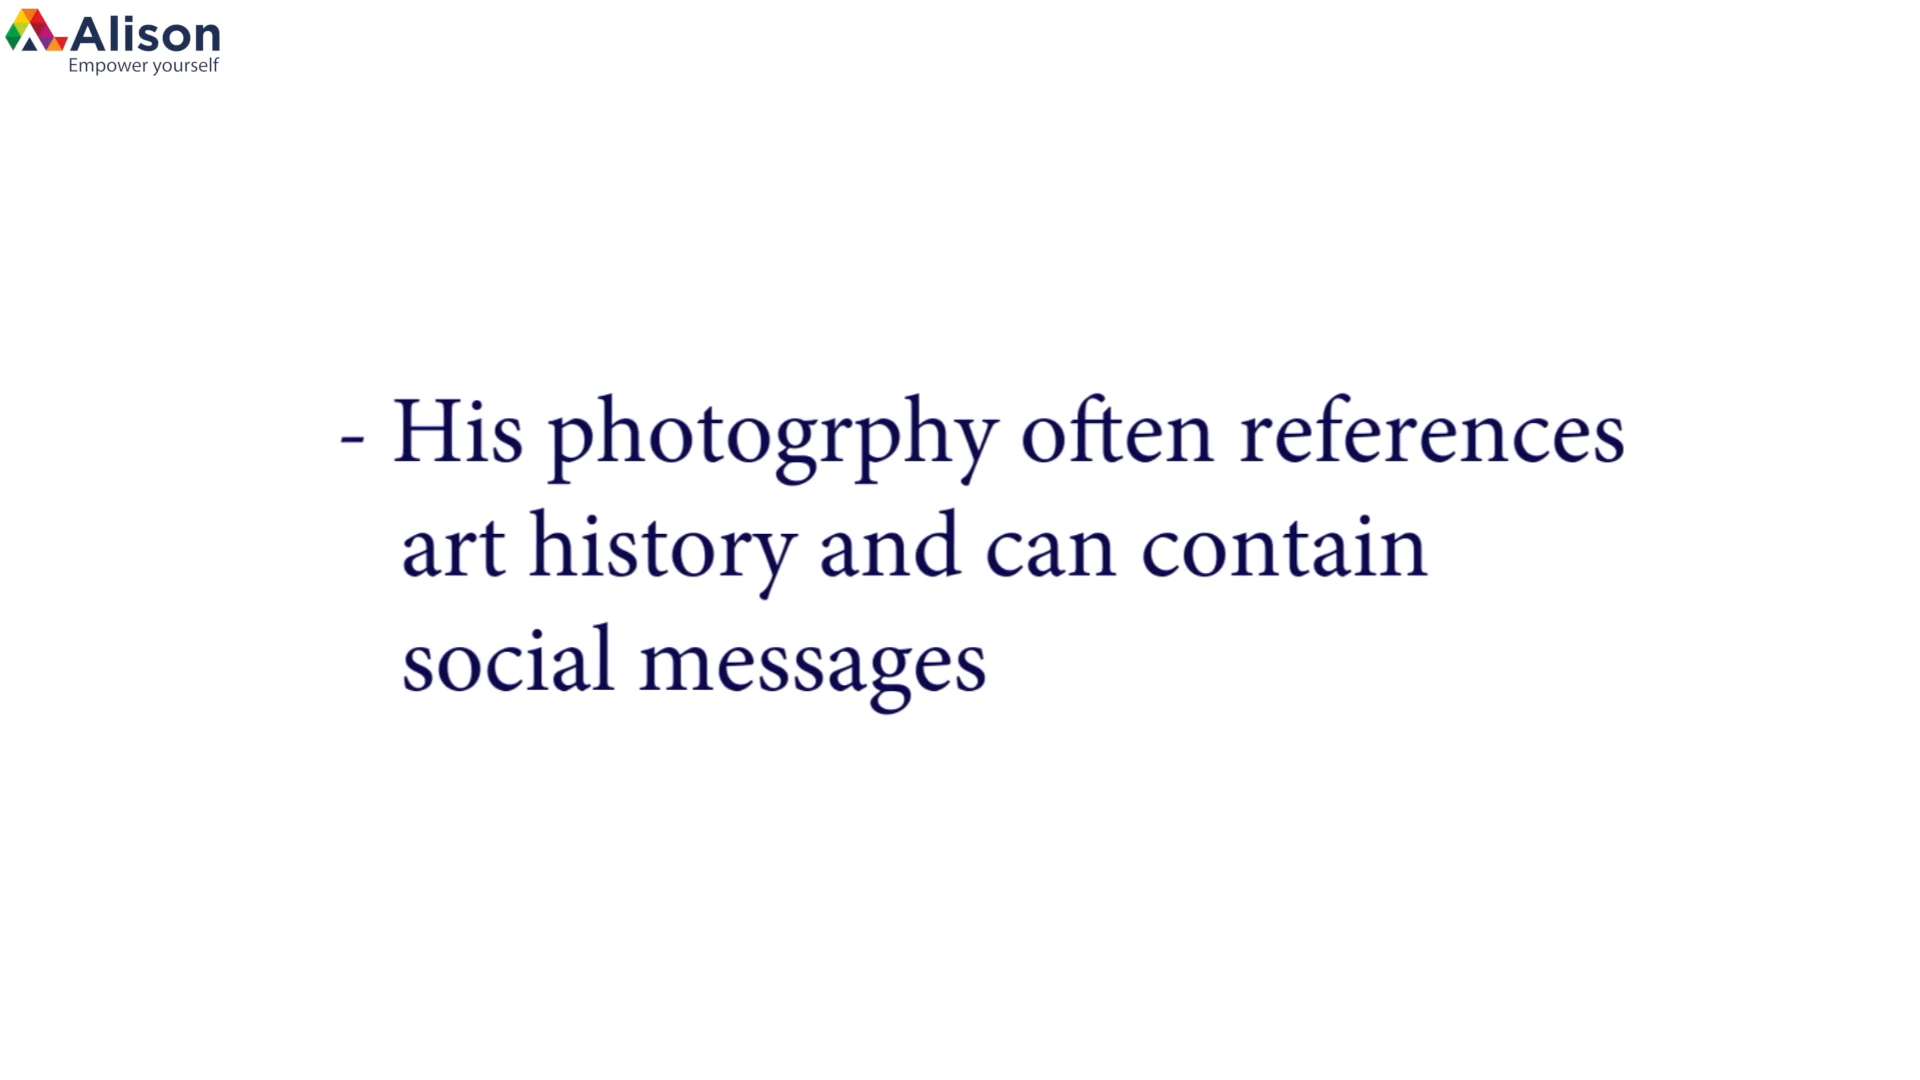 Alison
Empower yourself
- His photogrphy often references
art history and can contain
social messages